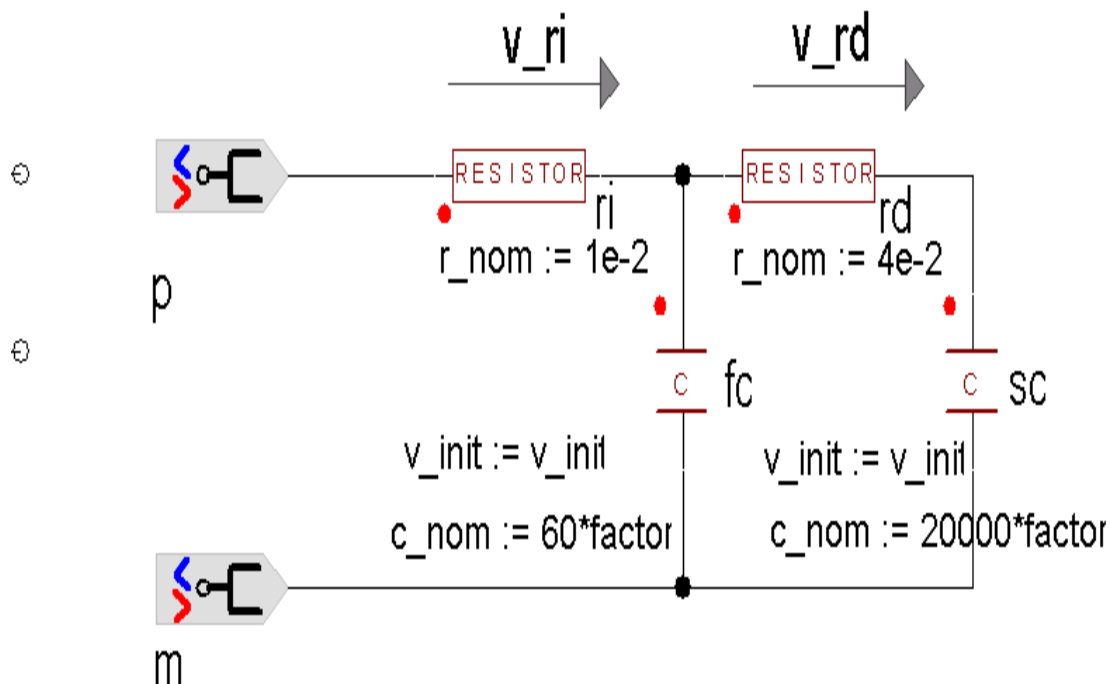 v_ri
v_rd
RESISTOR
RESISTOR
ri
rd
r_nom := 1e-2
r_nom := 4e-2
p
C
fc
C
sc
v_init := v_init
v_init := v_init
c_nom := 60*factor
c_nom := 20000*factor
m